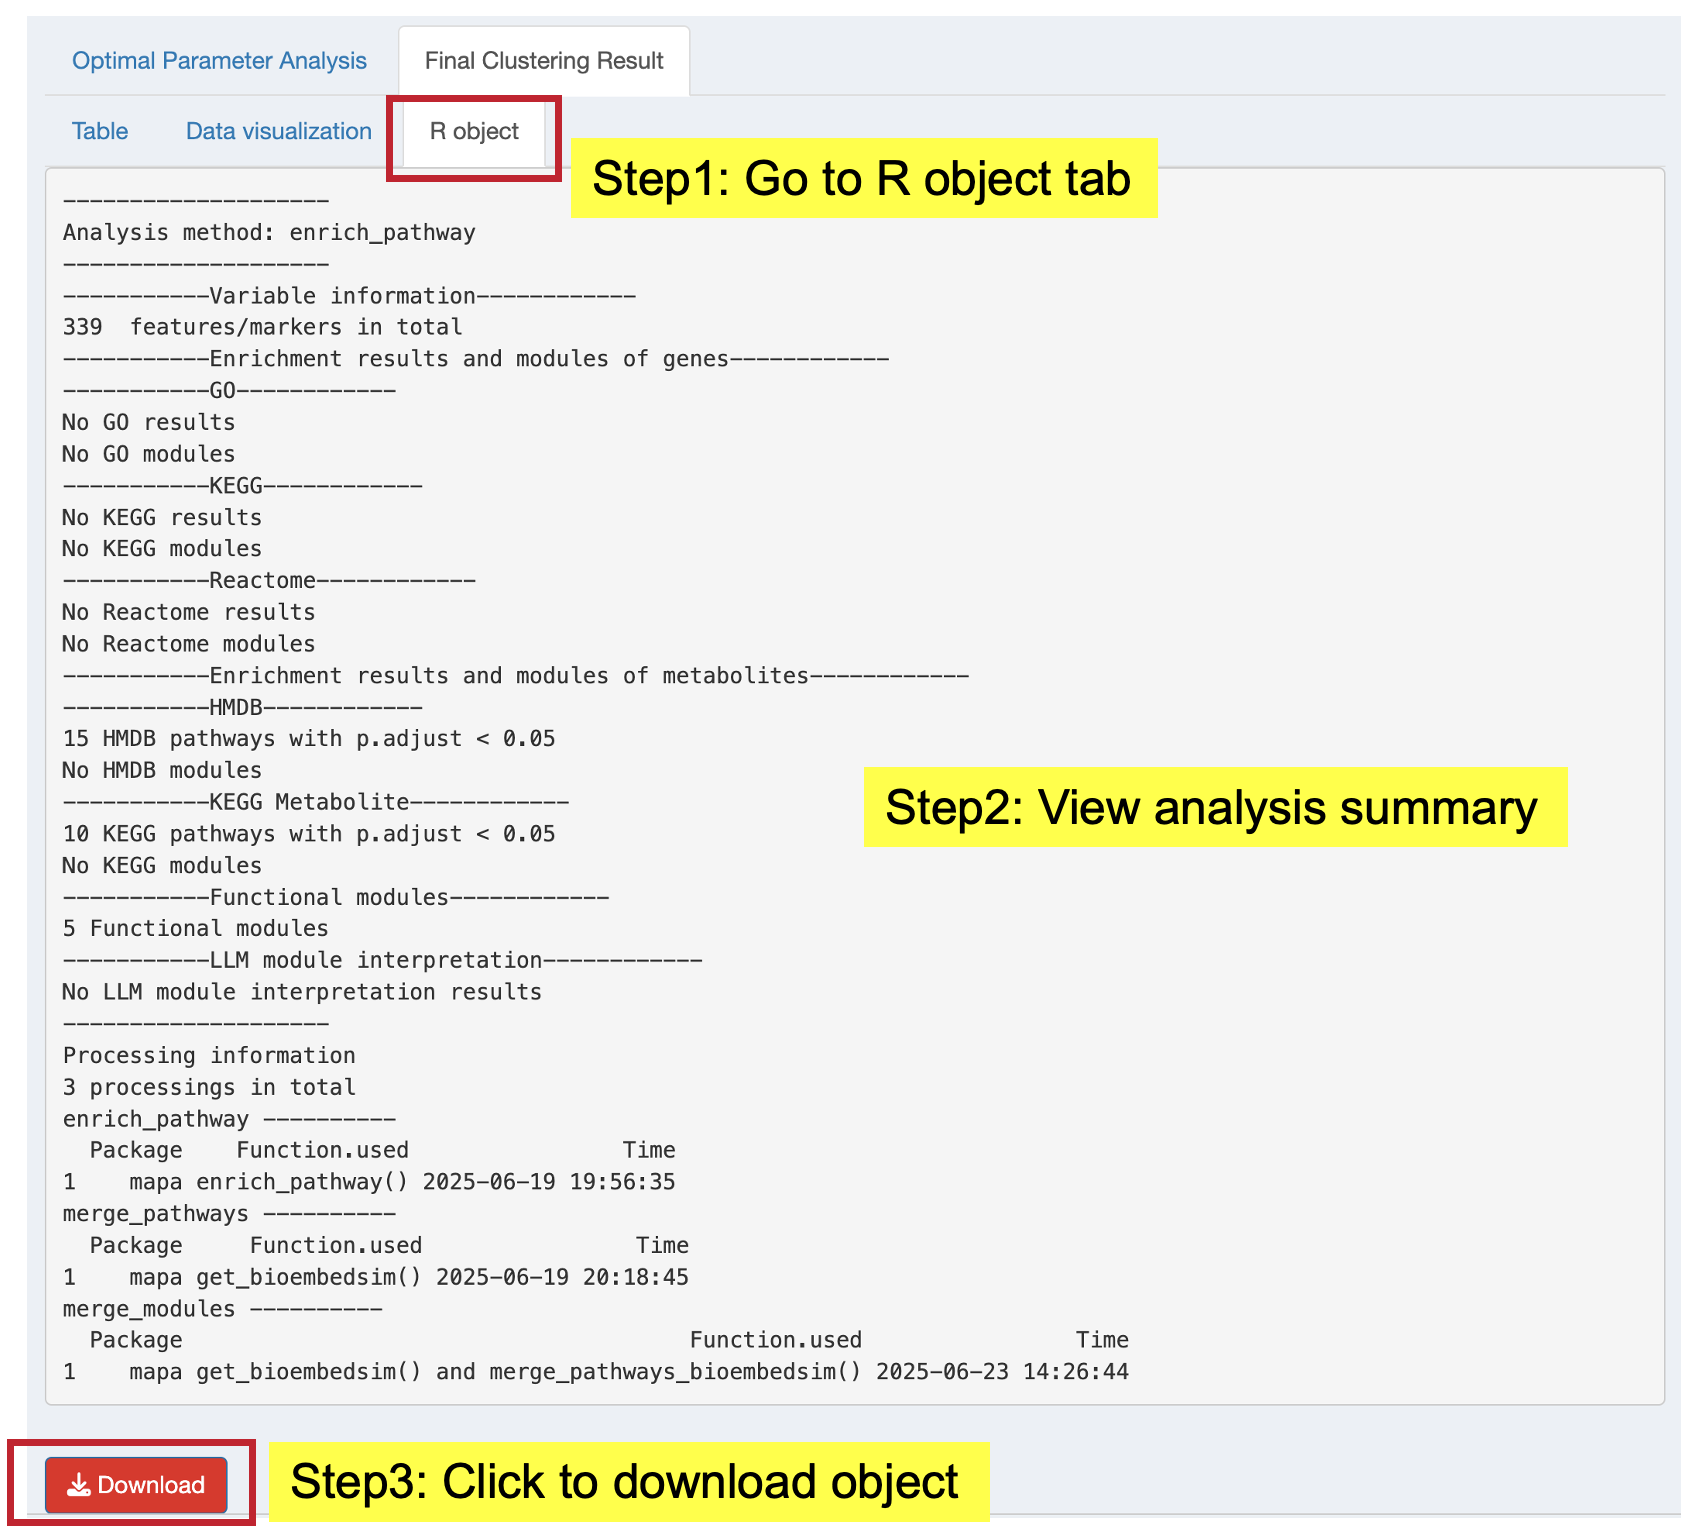 Optimal Parameter Analysis Final Clustering Result
Table Data visualization R object
Step1: Go to R object tab
--------------------
Analysis method: enrich_pathway
--------------------
-----------Variable information------------
339  features/markers in total
-----------Enrichment results and modules of genes------------
-----------GO------------
No GO results
No GO modules
-----------KEGG------------
No KEGG results
No KEGG modules
-----------Reactome------------
No Reactome results
No Reactome modules
-----------Enrichment results and modules of metabolites------------
-----------HMDB------------
15 HMDB pathways with p.adjust < 0.05
No HMDB modules
-----------KEGG Metabolite------------
Step2: View analysis summary
10 KEGG pathways with p.adjust < 0.05
No KEGG modules
-----------Functional modules------------
5 Functional modules
-----------LLM module interpretation------------
No LLM module interpretation results
--------------------
Processing information
3 processings in total
enrich_pathway ----------
  Package    Function.used                Time
1    mapa enrich_pathway() 2025-06-19 19:56:35
merge_pathways ----------
  Package     Function.used                Time
1    mapa get_bioembedsim() 2025-06-19 20:18:45
merge_modules ----------
  Package                                      Function.used                Time
1    mapa get_bioembedsim() and merge_pathways_bioembedsim() 2025-06-23 14:26:44
Download
Step3: Click to download object